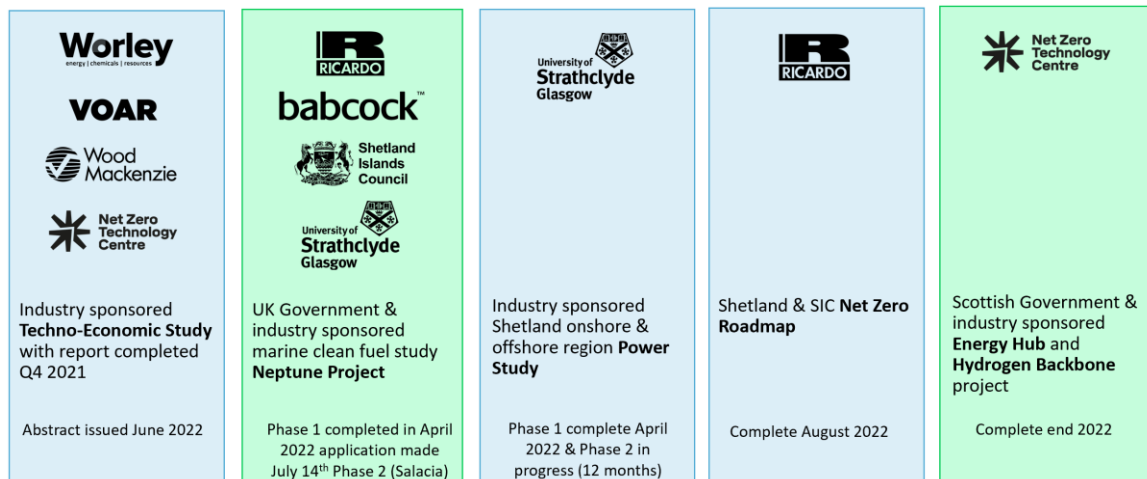 Worley
energy | chemicals | resources
VOAR
Wood
Mackenzie
Net Zero
Technology
Centre
Industry sponsored
Techno-Economic Study
with report completed
Q4 2021
Abstract issued June 2022
R
RICARDO
babcock™
Shetland
Islands
Council
University of
Strathclyde
Glasgow
UK Government &
industry sponsored
marine clean fuel study
Neptune Project
Phase 1 completed in April
2022 application made
July 14th Phase 2 (Salacia)
University of
Strathclyde
Glasgow
Industry sponsored
Shetland onshore &
offshore region Power
Study
Phase 1 complete April
2022 & Phase 2 in
progress (12 months)
R
RICARDO
Shetland & SIC Net Zero
Roadmap
Complete August 2022
Net Zero
Technology
Centre
Scottish Government &
industry sponsored
Energy Hub and
Hydrogen Backbone
project
Complete end 2022